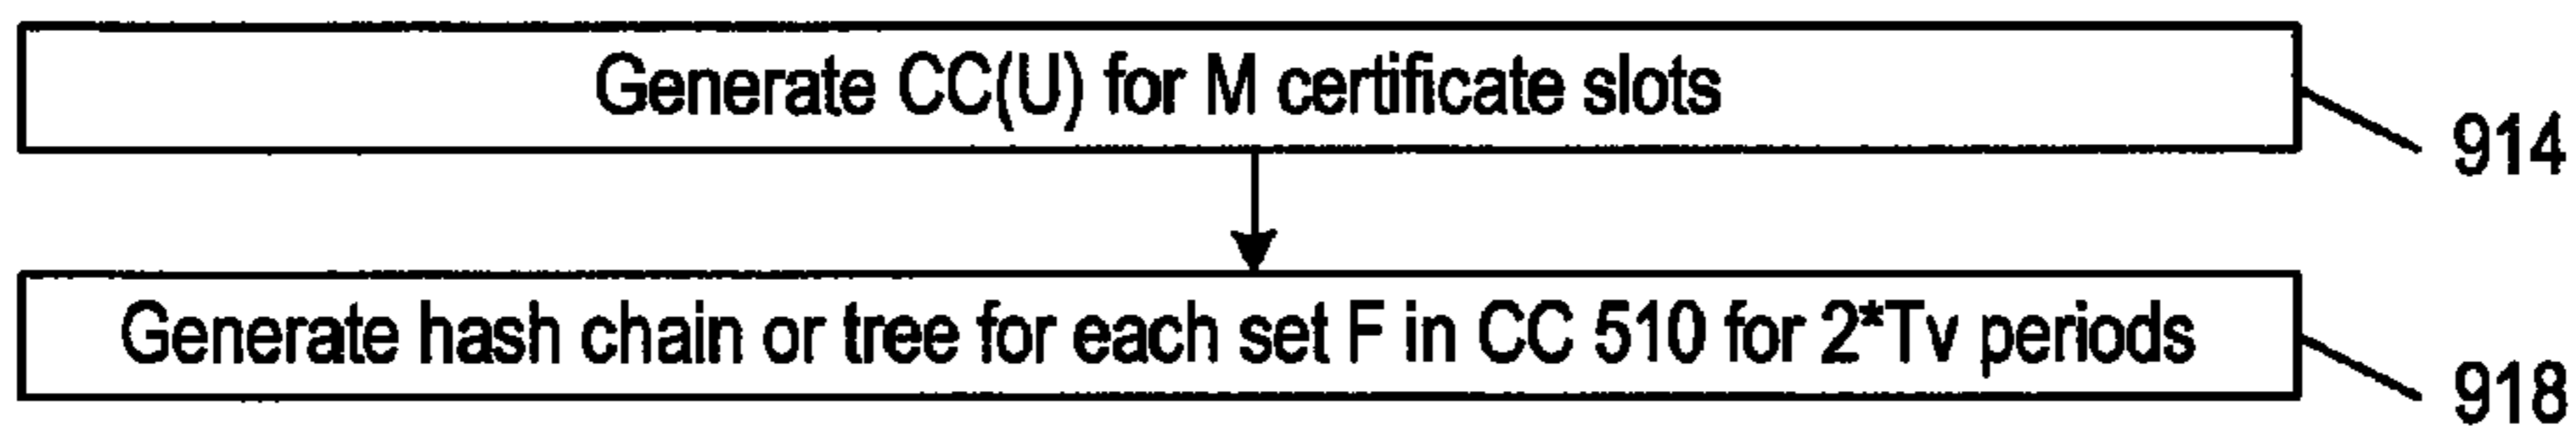 Generate CC(U) for M certificate slots
914
Generate hash chain or tree for each set F in CC 510 for 2*Tv periods
918